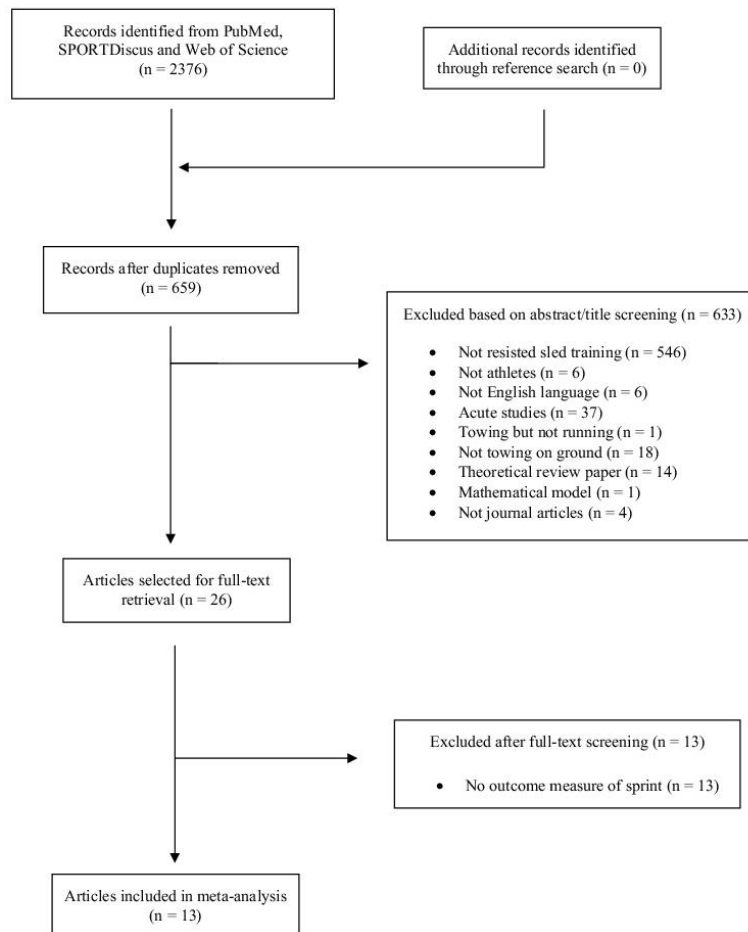 Records identified from PubMed,
SPORTDiscus and Web of Science
(n = 2376)
Additional records identified
through reference search (n = 0)
Records after duplicates removed
(n = 659)
Excluded based on abstract/title screening (n = 633)
• Not resisted sled training (n = 546)
• Not athletes (n = 6)
• Not English language (n = 6)
• Acute studies (n = 37)
• Towing but not running (n = 1)
• Not towing on ground (n = 18)
• Theoretical review paper (n = 14)
• Mathematical model (n = 1)
• Not journal articles (n = 4)
Articles selected for full-text
retrieval (n = 26)
Excluded after full-text screening (n = 13)
• No outcome measure of sprint (n = 13)
Articles included in meta-analysis
(n = 13)